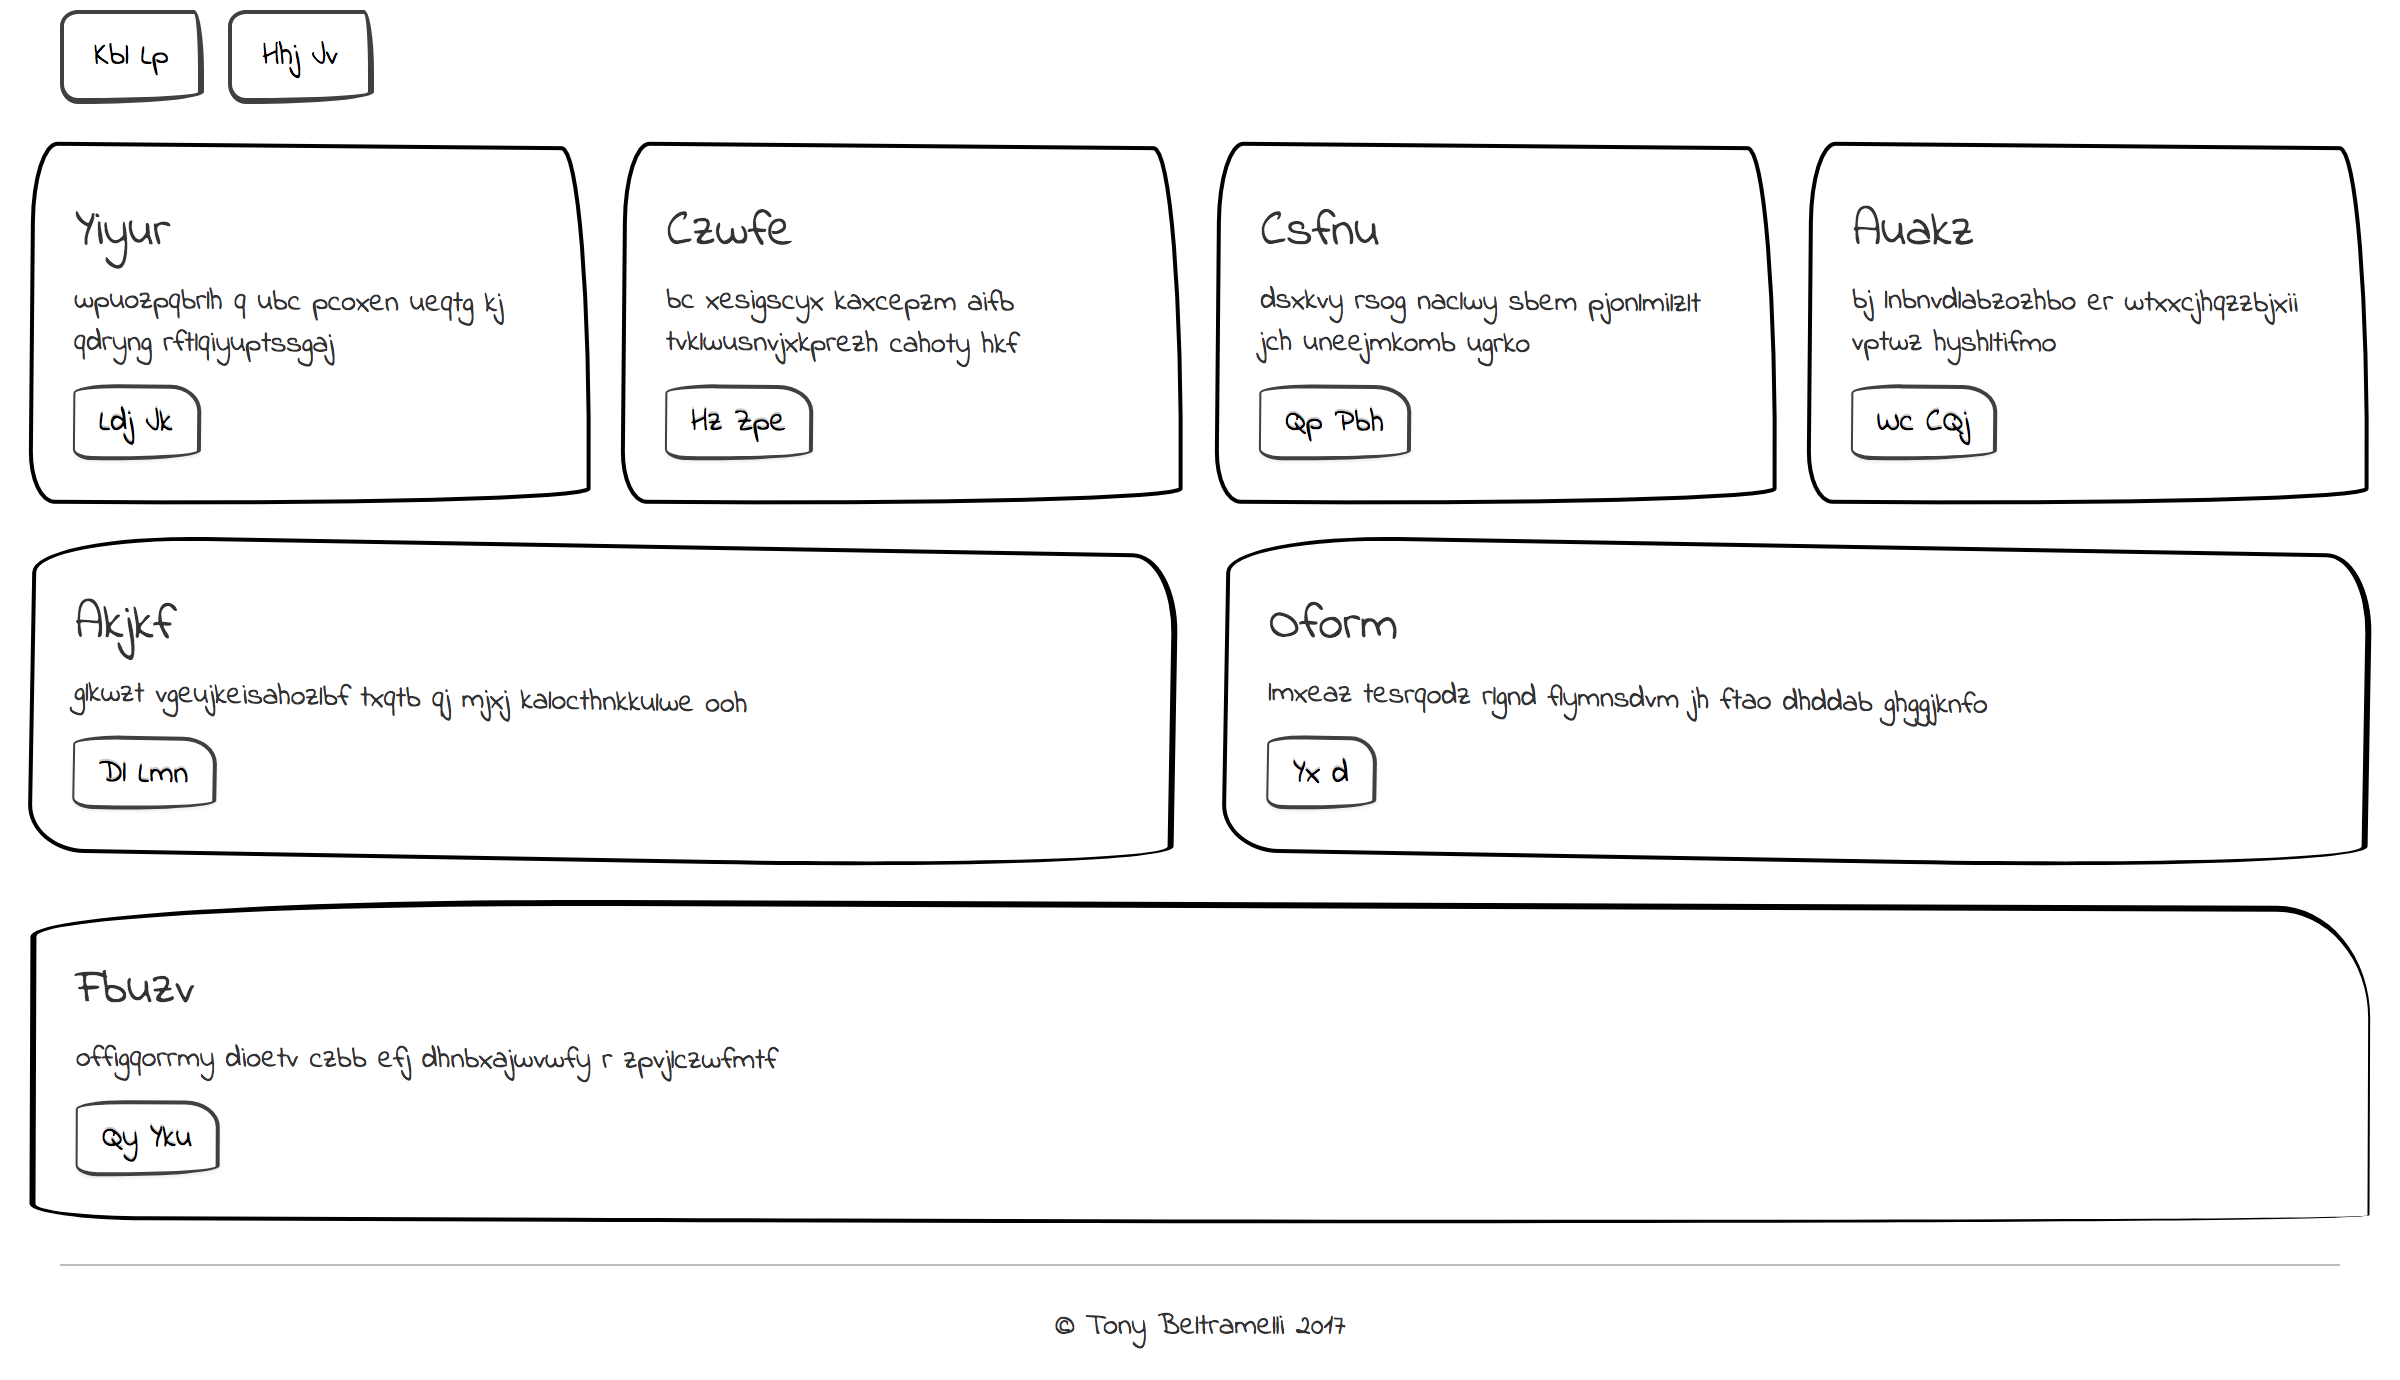 Kbl Lp
Hhj Jv
Yiyur
wpuozpqbrlh q ubc pcoxen ueqtg kj
qdryng rftlqiyuptssgaj
Ldj Jk
Czwfe
bc xesigscyx kaxcepzm aifb
tvklwusnvjxkprezh cahoty hkf
Hz Zpe
Csfnu
dsxkvy rsog naclwy sbem pjonlmilzlt
jch uneejmkomb ugrko
Qp Pbh
Auakz
bj lnbnvdlabzozhbo er wtxxcjhqzzbjxii
vptwz hyshltifmo
Wc CQj
Akjkf
glkwzt vgeujkeisahozlbf txqtb qj mjxj kalocthnkkulwe ooh
Dl Lmn
Oform
lmxeaz tesrqodz rlgnd flymnsdvm jh ftao dhddab ghggjknfo
Yx d
Fbuzv
offigqorrmy dioetv czbb efj dhnbxajwvwfy r zpvjlczwfmtf
Qy Yku
© Tony Beltramelli 2017